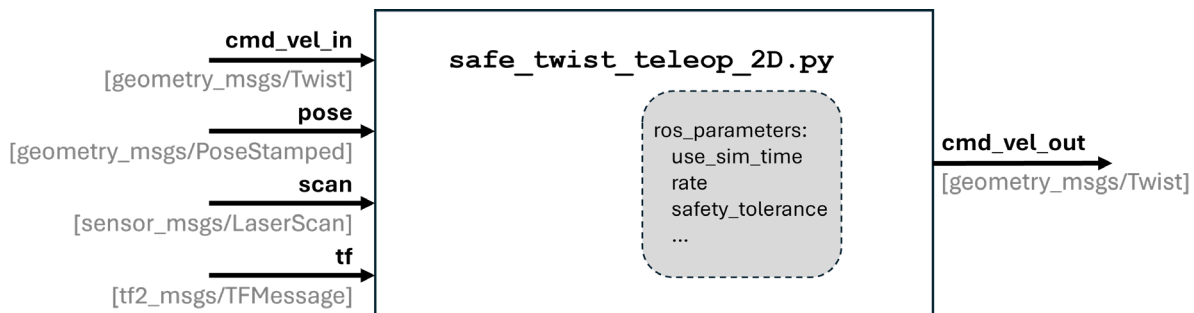 cmd_vel_in
[geometry_msgs/Twist]
pose
[geometry_msgs/PoseStamped]
scan
[sensor_msgs/LaserScan]
tf
[tf2_msgs/TFMessage]
safe_twist_teleop_2D.py
ros_parameters:
use_sim_time
rate
safety_tolerance
...
cmd_vel_out
[geometry_msgs/Twist]